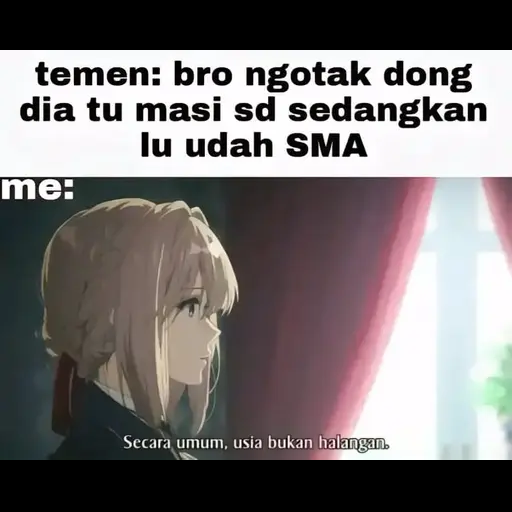 temen: bro ngotak dong
dia tu masi sd sedangkan
lu udah SMA
me:
Secara umum, usia bukan halangan.